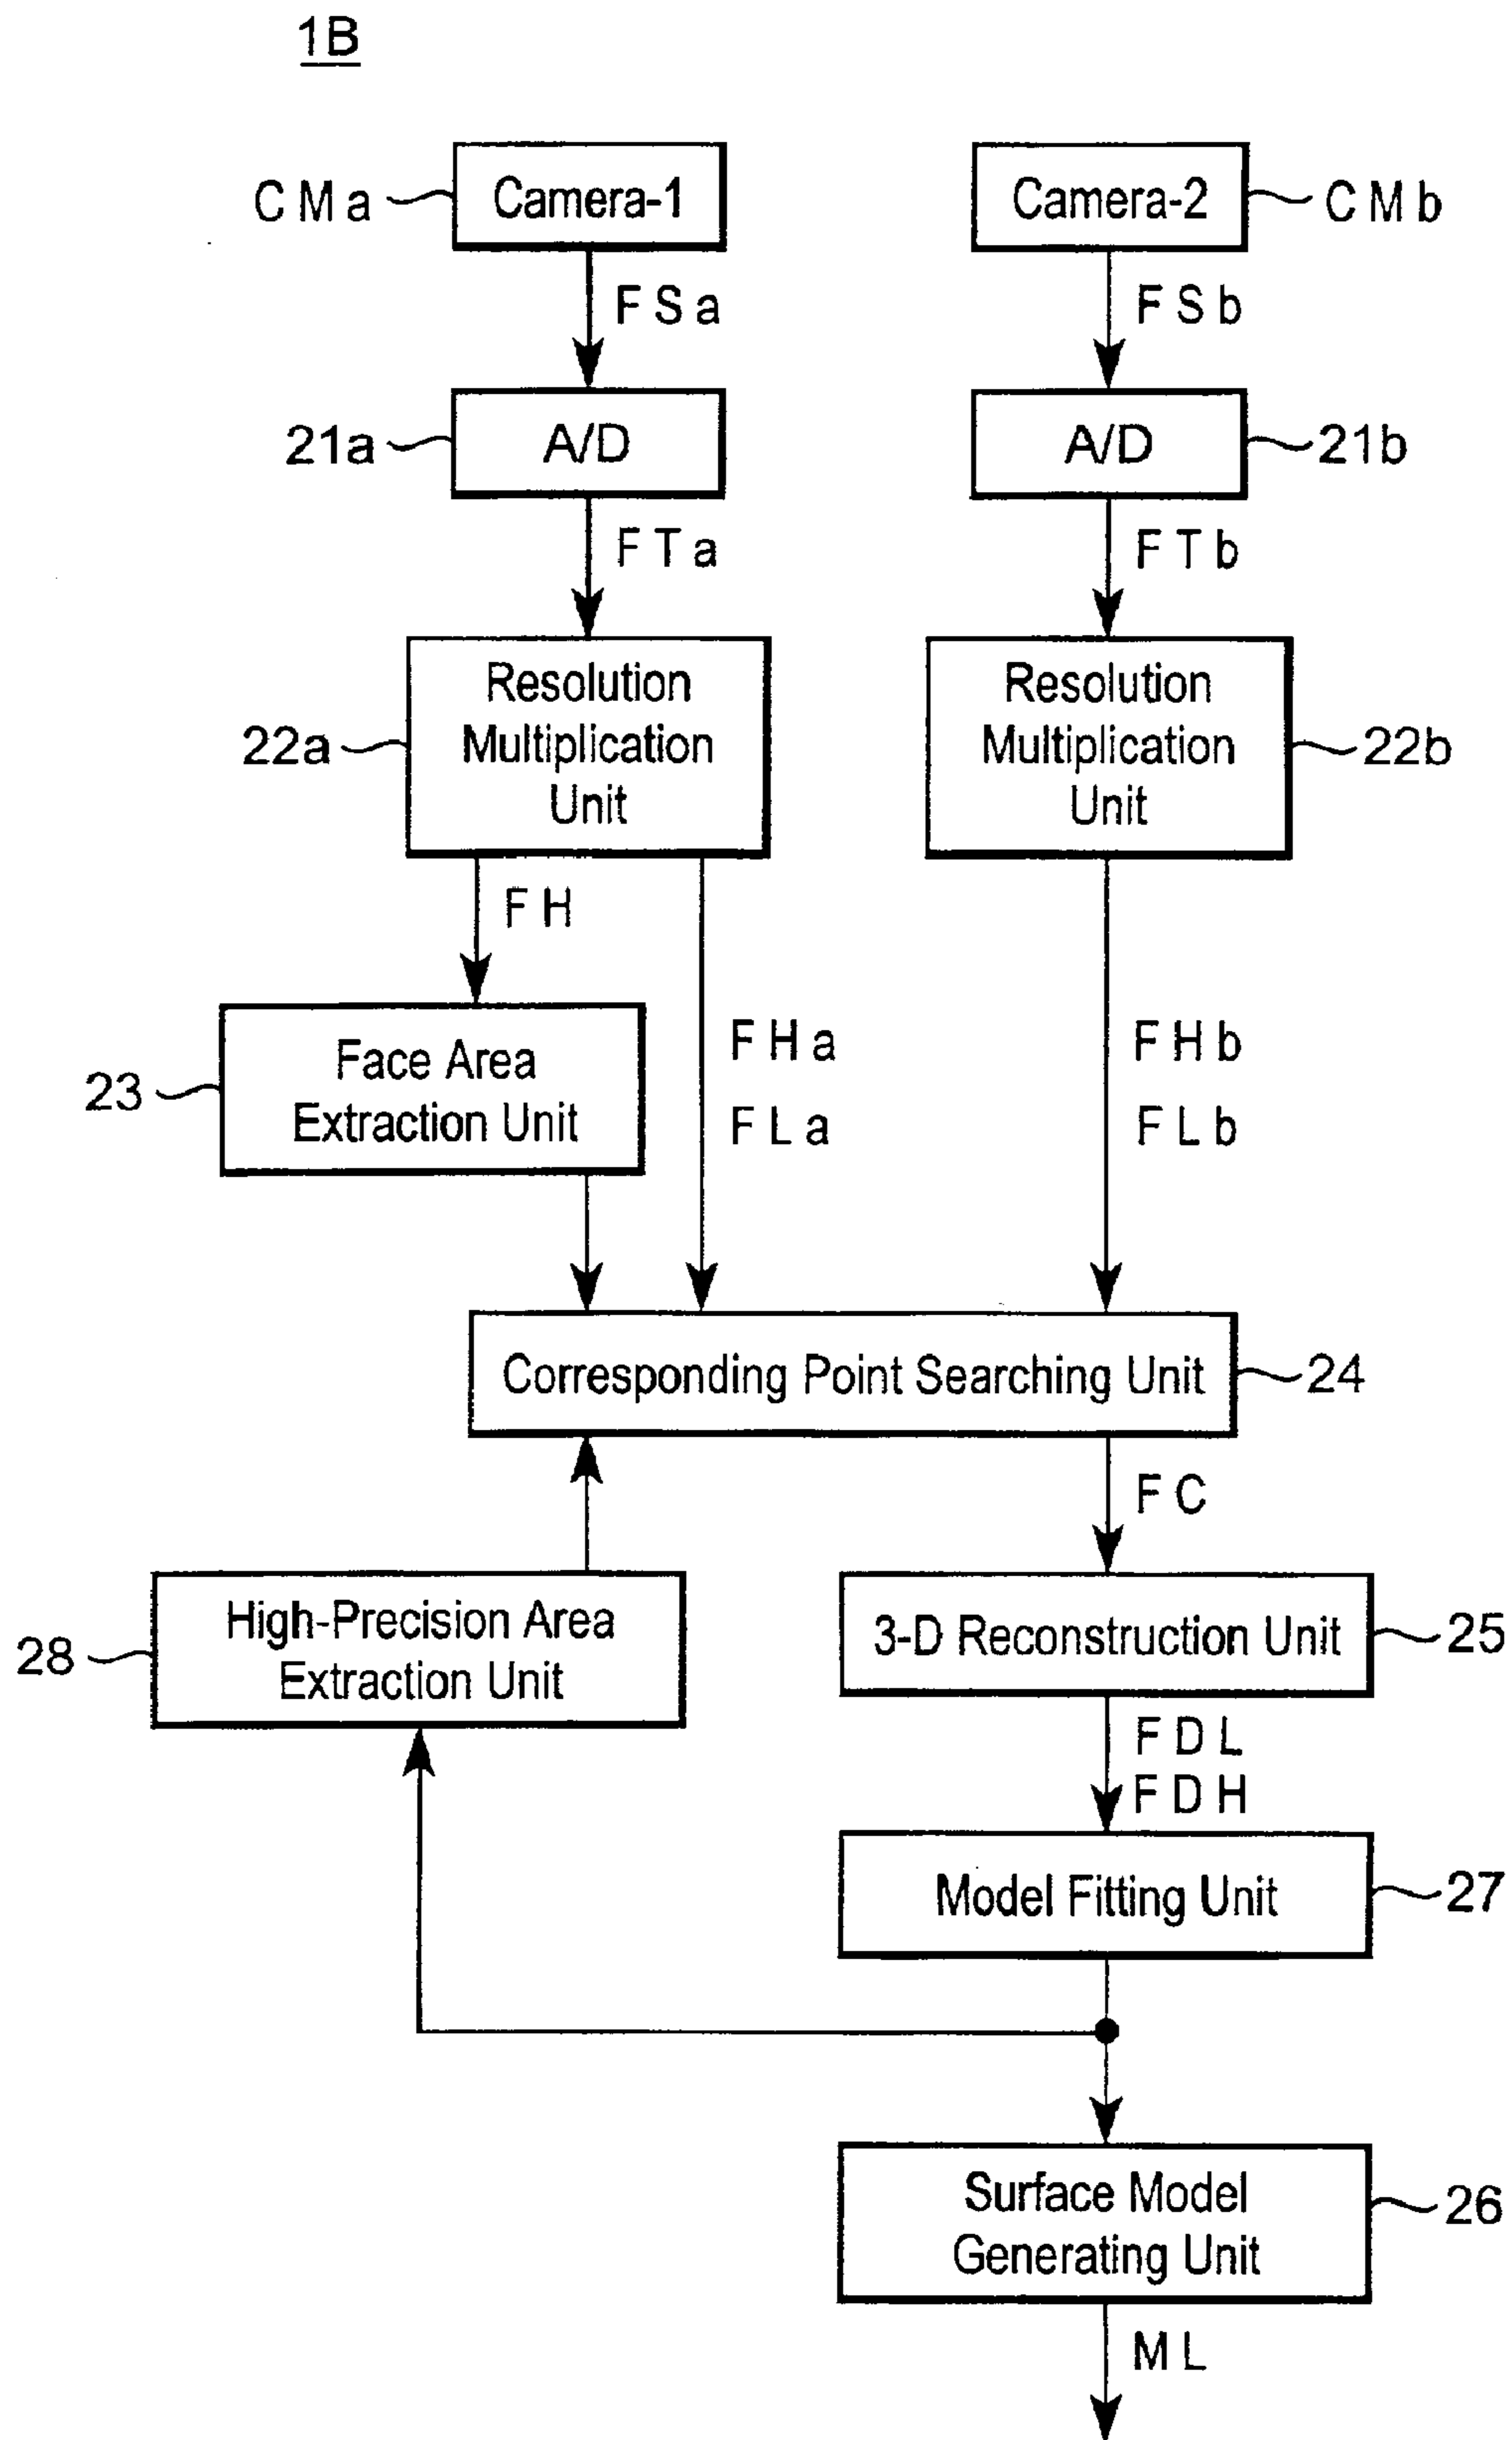 1B
CMa
Camera-1
Camera-2
CMb
FSa
FSb
21a
A/D
A/D
21b
FTa
FTb
22a
Resolution
Multiplication
Unit
Resolution
Multiplication
Unit
22b
FH
23
Face Area
Extraction Unit
FHa
FLa
FHb
FLb
Corresponding Point Searching Unit
24
FC
28
High-Precision Area
Extraction Unit
3-D Reconstruction Unit
25
FDL
FDH
Model Fitting Unit
27
Surface Model
Generating Unit
26
ML